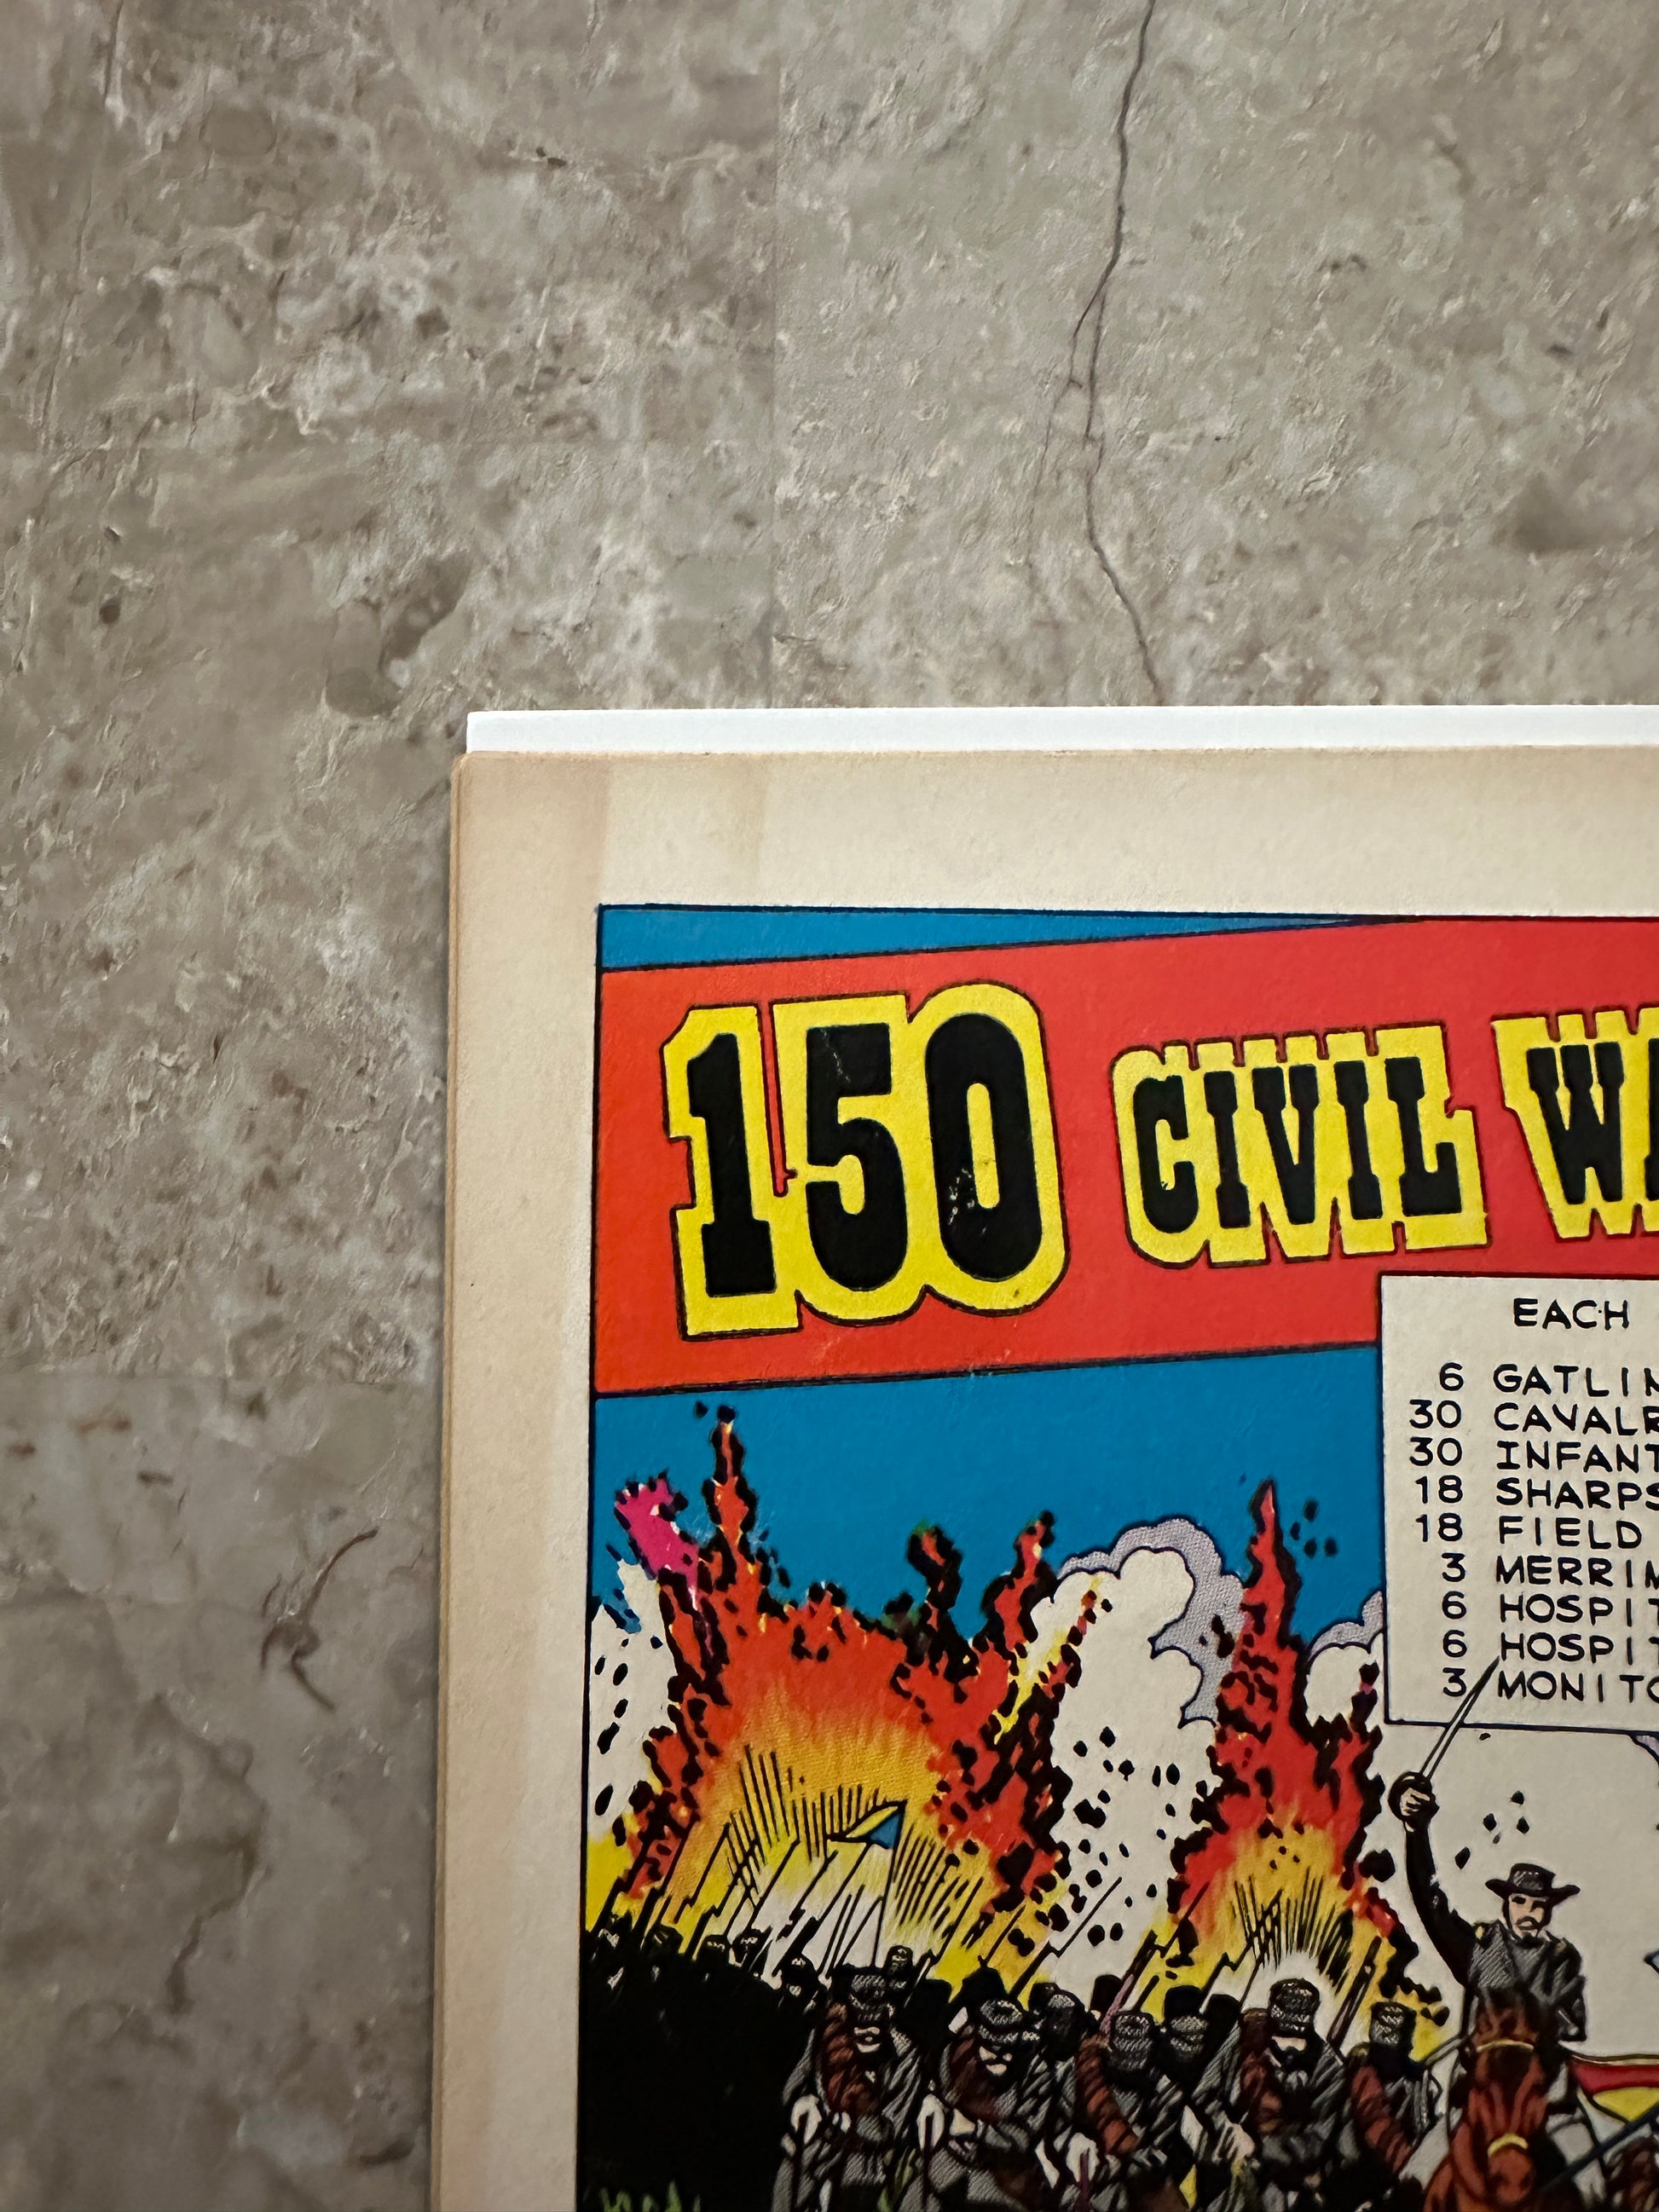 150 CIVIL
EACH
6 GATLIN
30 CAVALR
30 INFANT
18 SHARPS
18 FIELD
3 MERRIM
6 HOSPIT
6 HOSPIT
3 MONITO